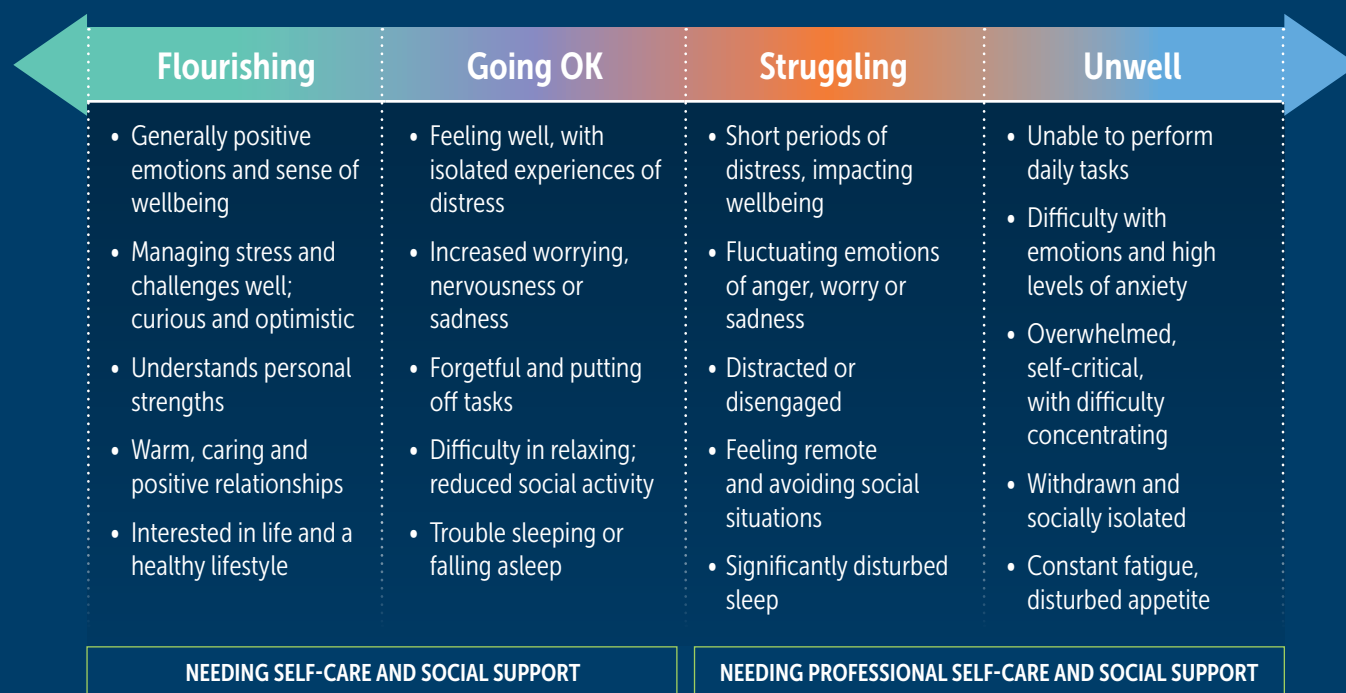 Flourishing
• Generally positive
emotions and sense of
wellbeing
• Managing stress and
challenges well;
curious and optimistic
• Understands personal
strengths
• Warm, caring and
positive relationships
• Interested in life and a
healthy lifestyle
Going OK
• Feeling well, with
isolated experiences of
distress
• Increased worrying,
nervousness or
sadness
• Forgetful and putting
off tasks
• Difficulty in relaxing;
reduced social activity
• Trouble sleeping or
falling asleep
Struggling
• Short periods of
distress, impacting
wellbeing
• Fluctuating emotions
of anger, worry or
sadness
• Distracted or
disengaged
• Feeling remote
and avoiding social
situations
• Significantly disturbed
sleep
Unwell
• Unable to perform
daily tasks
• Difficulty with
emotions and high
levels of anxiety
• Overwhelmed,
self-critical,
with difficulty
concentrating
• Withdrawn and
socially isolated
• Constant fatigue,
disturbed appetite
NEEDING SELF-CARE AND SOCIAL SUPPORT
NEEDING PROFESSIONAL SELF-CARE AND SOCIAL SUPPORT